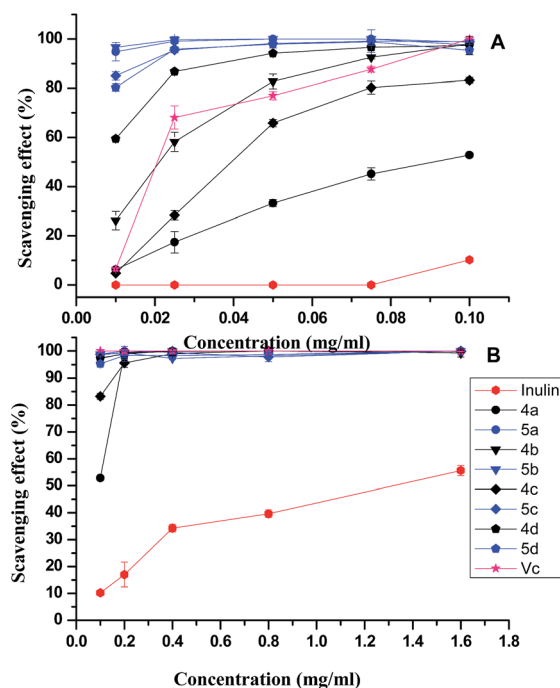 A
Scavenging effect (%)
100
80
60
40
20
0
0.00 0.02 0.04 0.06 0.08 0.10
Concentration (mg/ml)
B
Scavenging effect (%)
100
90
80
70
60
50
40
30
20
10
0
0.0 0.2 0.4 0.6 0.8 1.0 1.2 1.4 1.6 1.8
Concentration (mg/ml)
Inulin
4a
5a
4b
5b
4c
5c
4d
5d
Vc